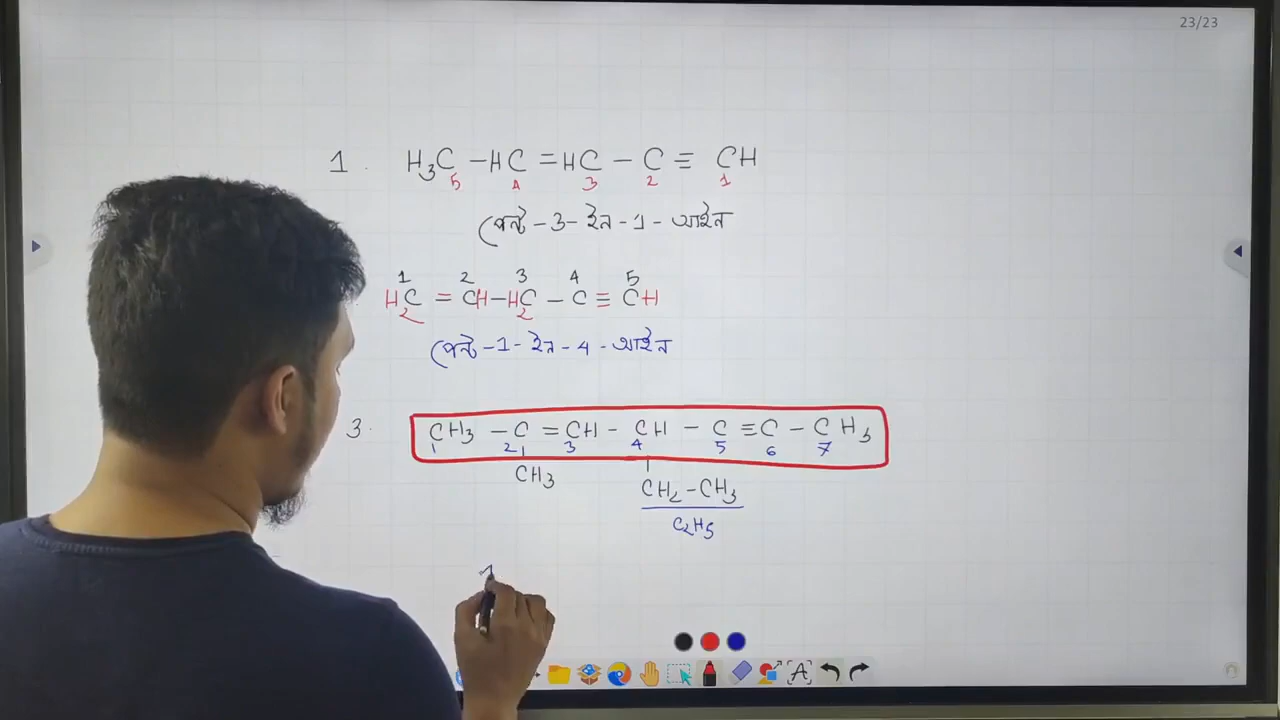 23/23
1. H₃C – HC = HC – C ≡ CH
5 4 3 2 1
পেন্ট – 3 – ইন – 1 – আইন
1 2 3 4 5
H₂C = CH – H₂C – C ≡ CH
পেন্ট – 1 – ইন – 4 – আইন
3. CH₃ – C = CH – CH – C ≡ C – CH₃
1 2 3 4 5 6 7
CH₃ CH₂ – CH₃
C₂H₅